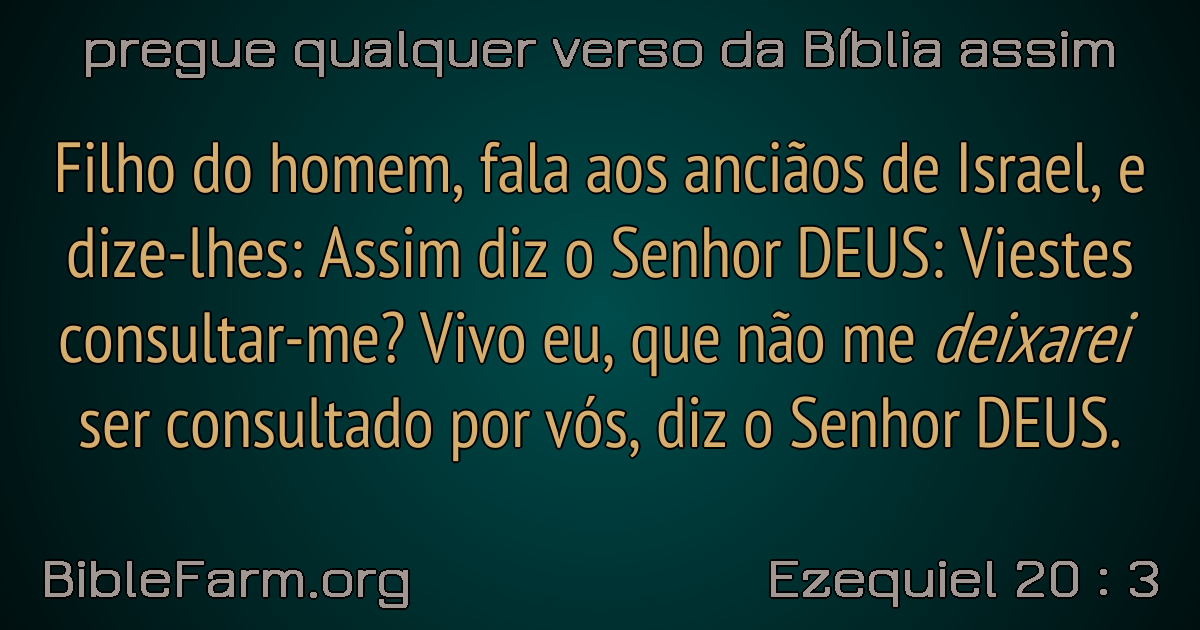 pregue qualquer verso da Bíblia assim
Filho do homem, fala aos anciãos de Israel, e
dize-lhes: Assim diz o Senhor DEUS: Viestes
consultar-me? Vivo eu, que não me deixarei
ser consultado por vós, diz o Senhor DEUS.
BibleFarm.org
Ezequiel 20 : 3